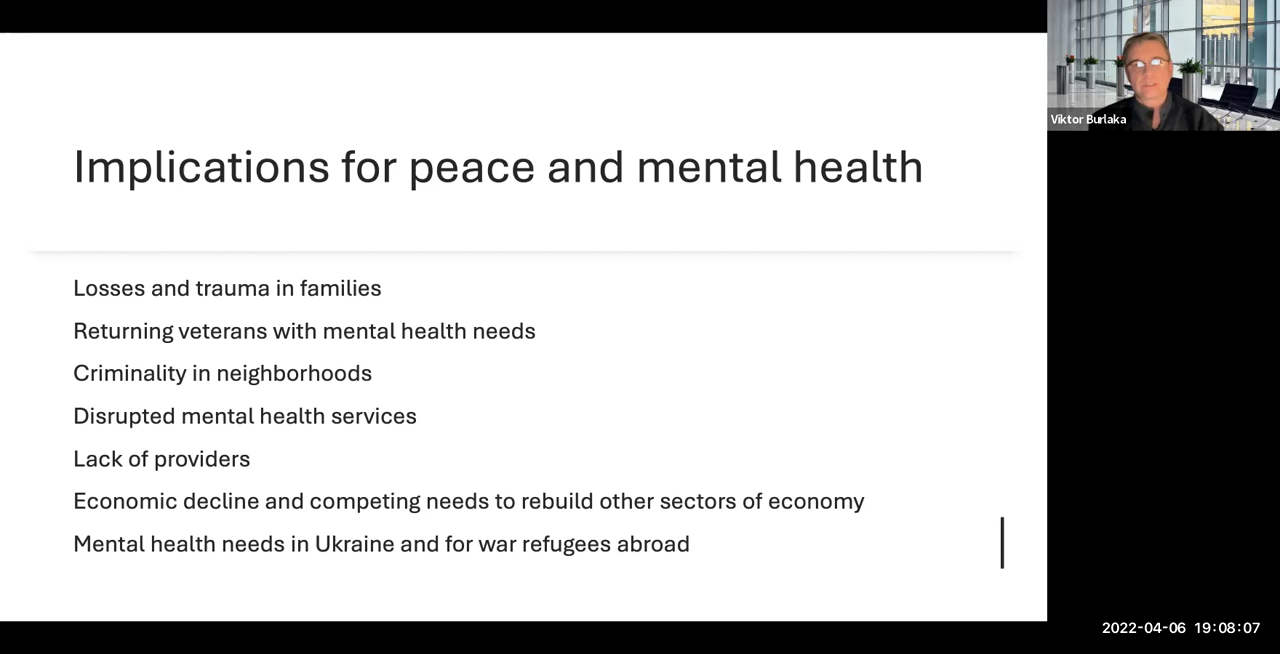 Implications for peace and mental health
Losses and trauma in families
Returning veterans with mental health needs
Criminality in neighborhoods
Disrupted mental health services
Lack of providers
Economic decline and competing needs to rebuild other sectors of economy
Mental health needs in Ukraine and for war refugees abroad
Viktor Burlaka
2022-04-06 19:08:07